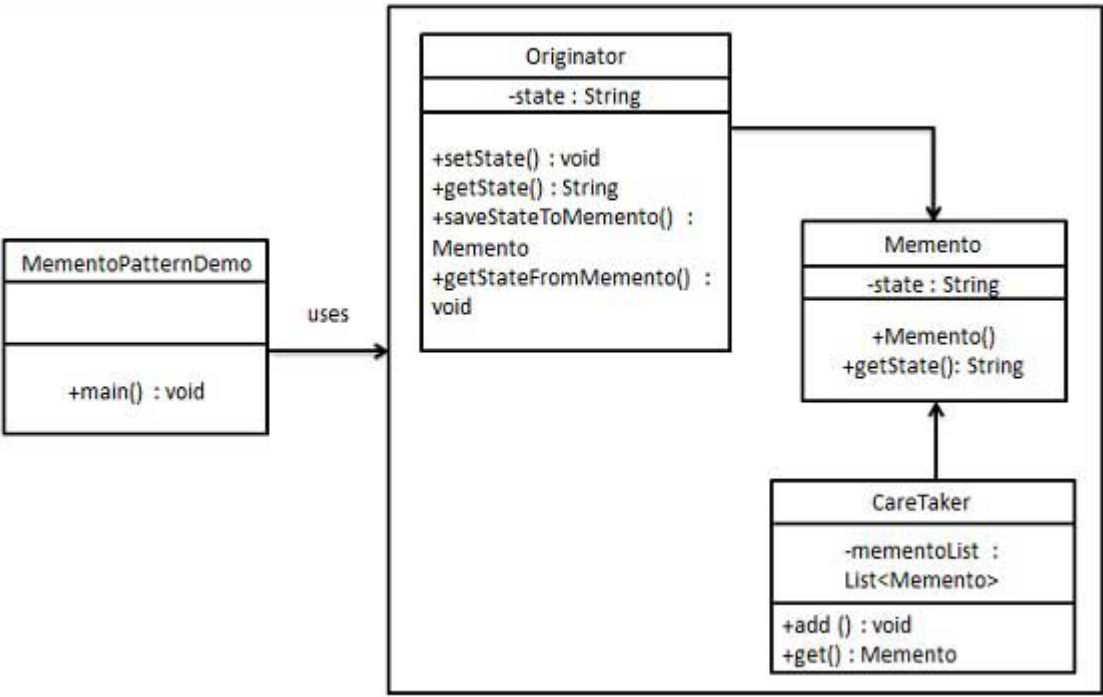 MementoPatternDemo
+main() : void
uses
Originator
-state : String
+setState() : void
+getState() : String
+saveStateToMemento() :
Memento
+getStateFromMemento() :
void
Memento
-state : String
+Memento()
+getState(): String
CareTaker
-mementoList :
List<Memento>
+add () : void
+get() : Memento